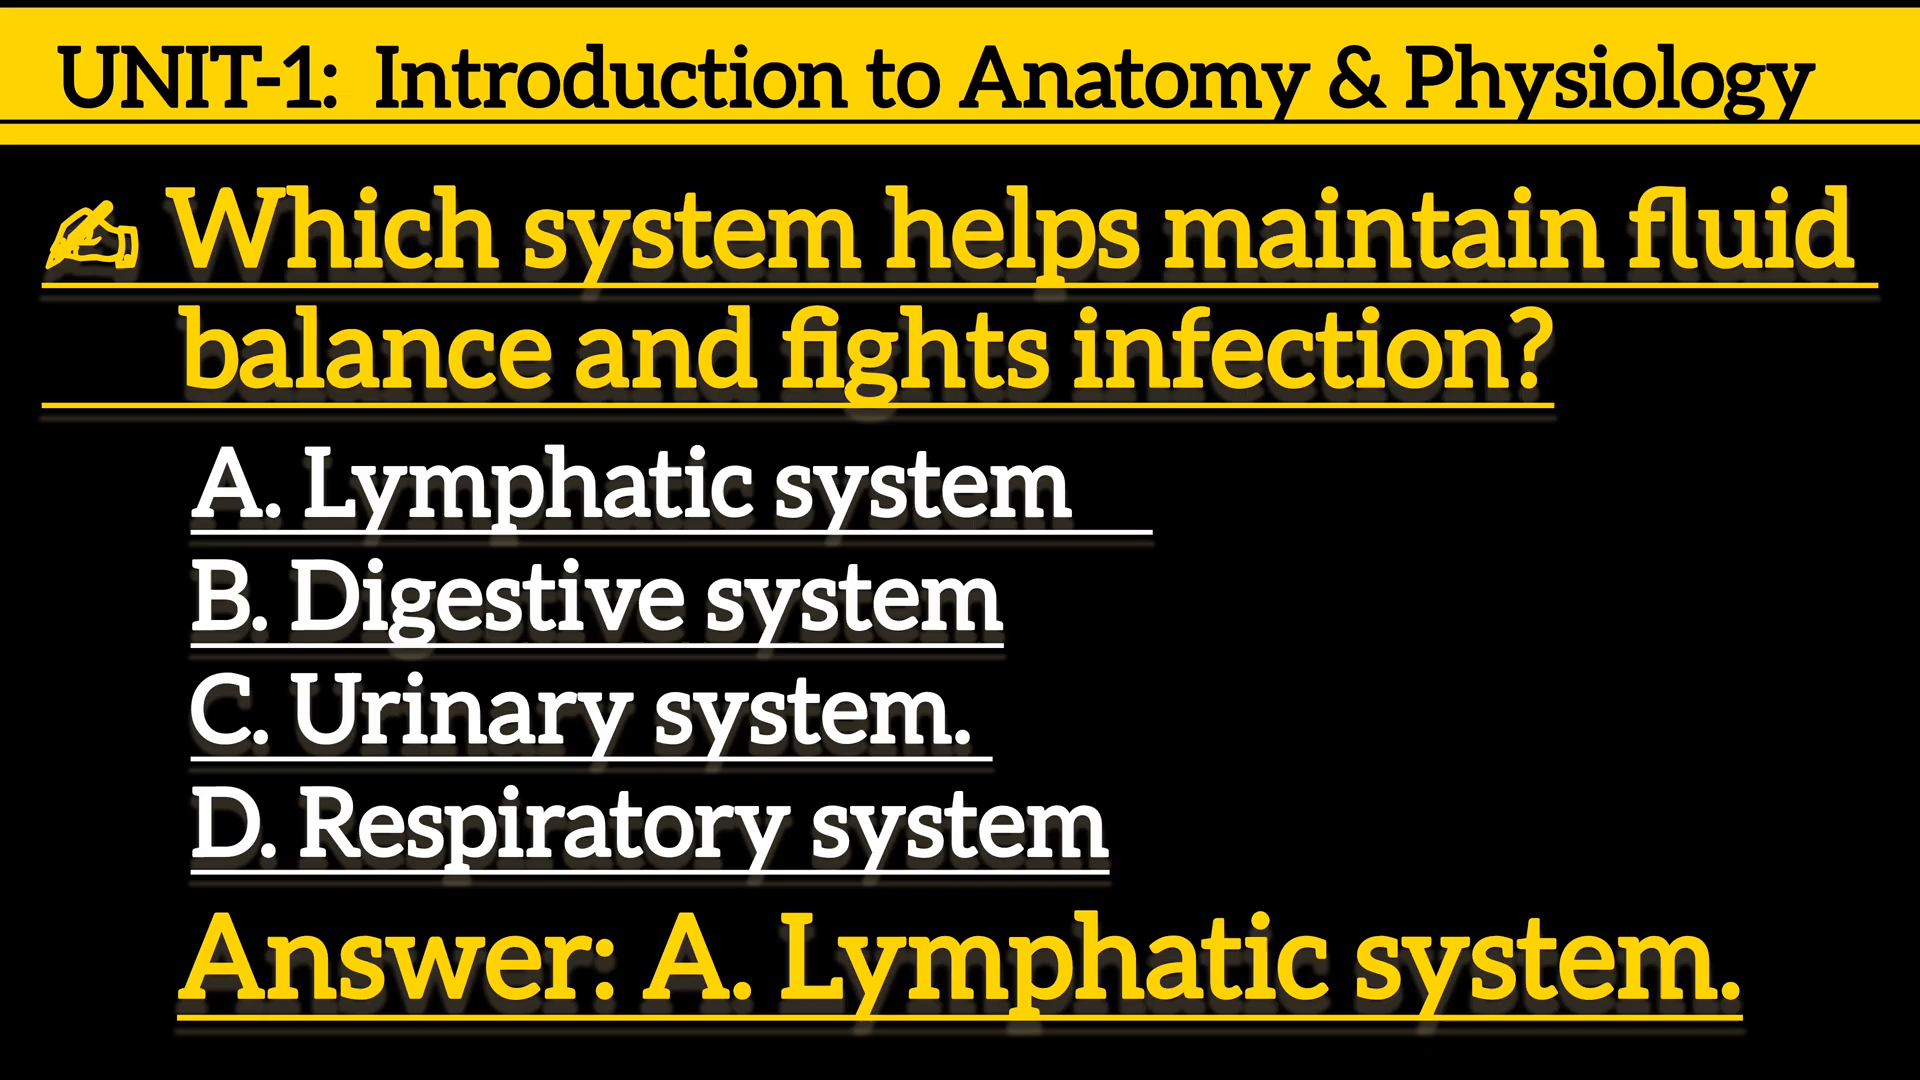 UNIT-1: Introduction to Anatomy & Physiology
✍ Which system helps maintain fluid
balance and fights infection?
A. Lymphatic system
B. Digestive system
C. Urinary system.
D. Respiratory system
Answer: A. Lymphatic system.